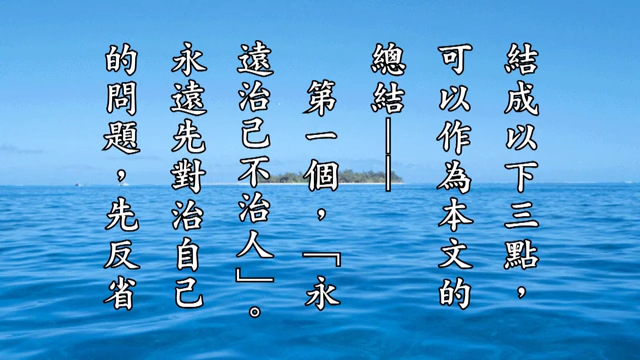 結成以下三點，
可以作為本文的
總結——
第一個，「永
遠治己不治人」。
永遠先對治自己
的問題，先反省